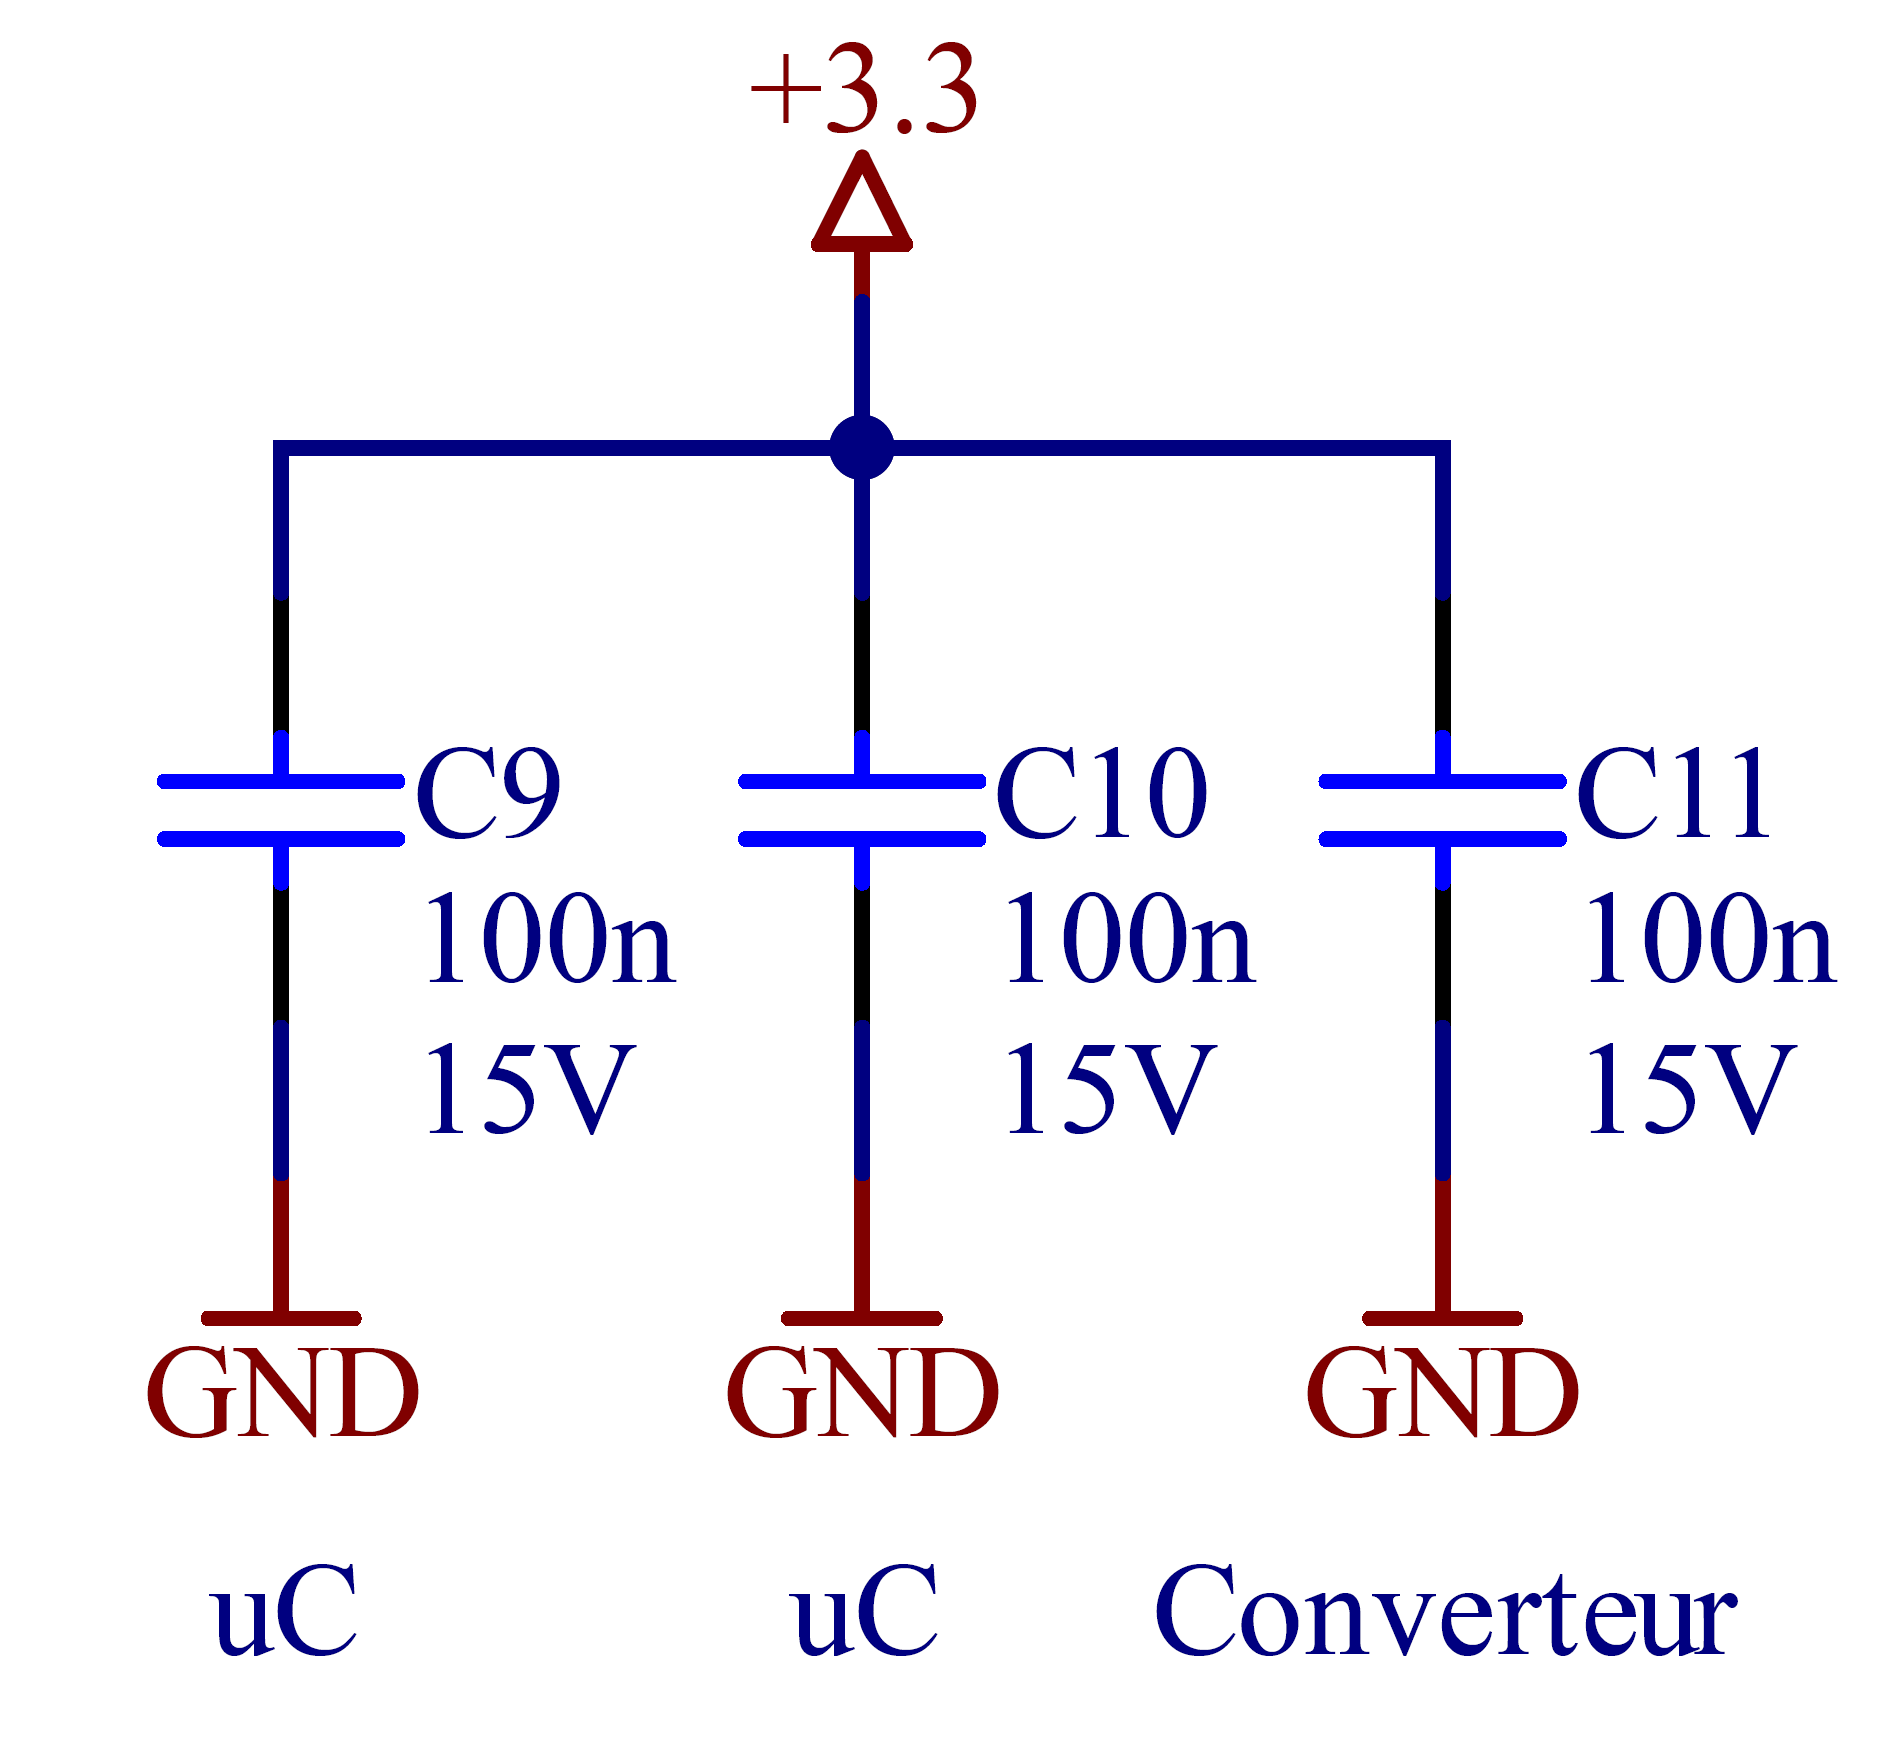 +3.3
C9
100n
15V
C10
100n
15V
C11
100n
15V
GND
GND
GND
uC
uC
Converteur